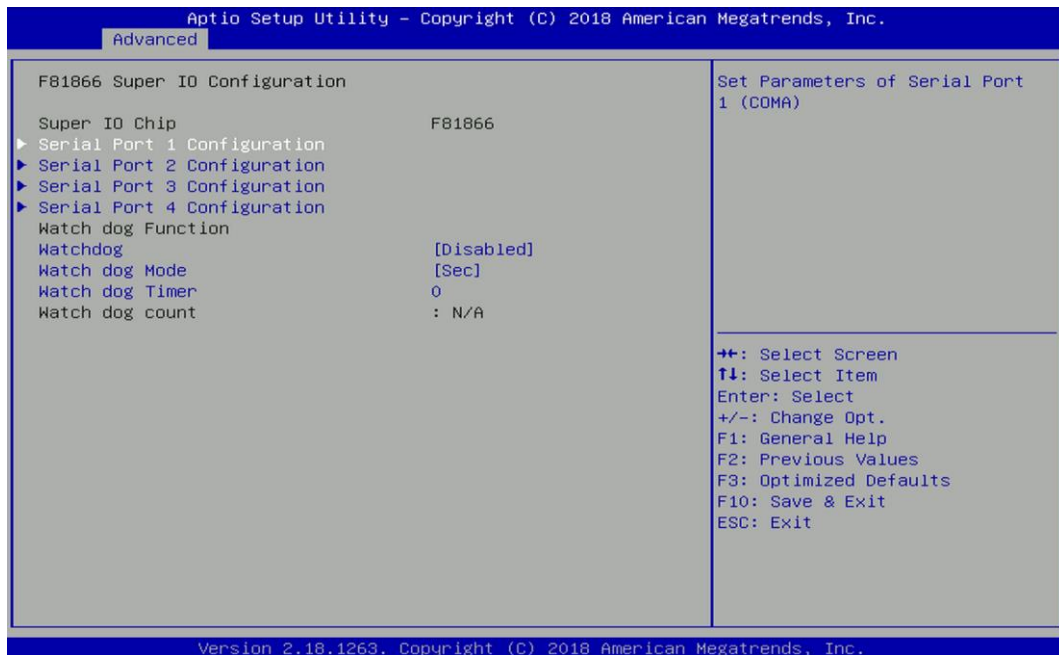 Aptio Setup Utility – Copyright (C) 2018 American Megatrends, Inc.
Advanced
F81866 Super IO Configuration
Super IO Chip F81866
▶ Serial Port 1 Configuration
▶ Serial Port 2 Configuration
▶ Serial Port 3 Configuration
▶ Serial Port 4 Configuration
Watch dog Function
Watchdog [Disabled]
Watch dog Mode [Sec]
Watch dog Timer 0
Watch dog count : N/A
Set Parameters of Serial Port
1 (COMA)
→←: Select Screen
↑↓: Select Item
Enter: Select
+/-: Change Opt.
F1: General Help
F2: Previous Values
F3: Optimized Defaults
F10: Save & Exit
ESC: Exit
Version 2.18.1263. Copyright (C) 2018 American Megatrends, Inc.